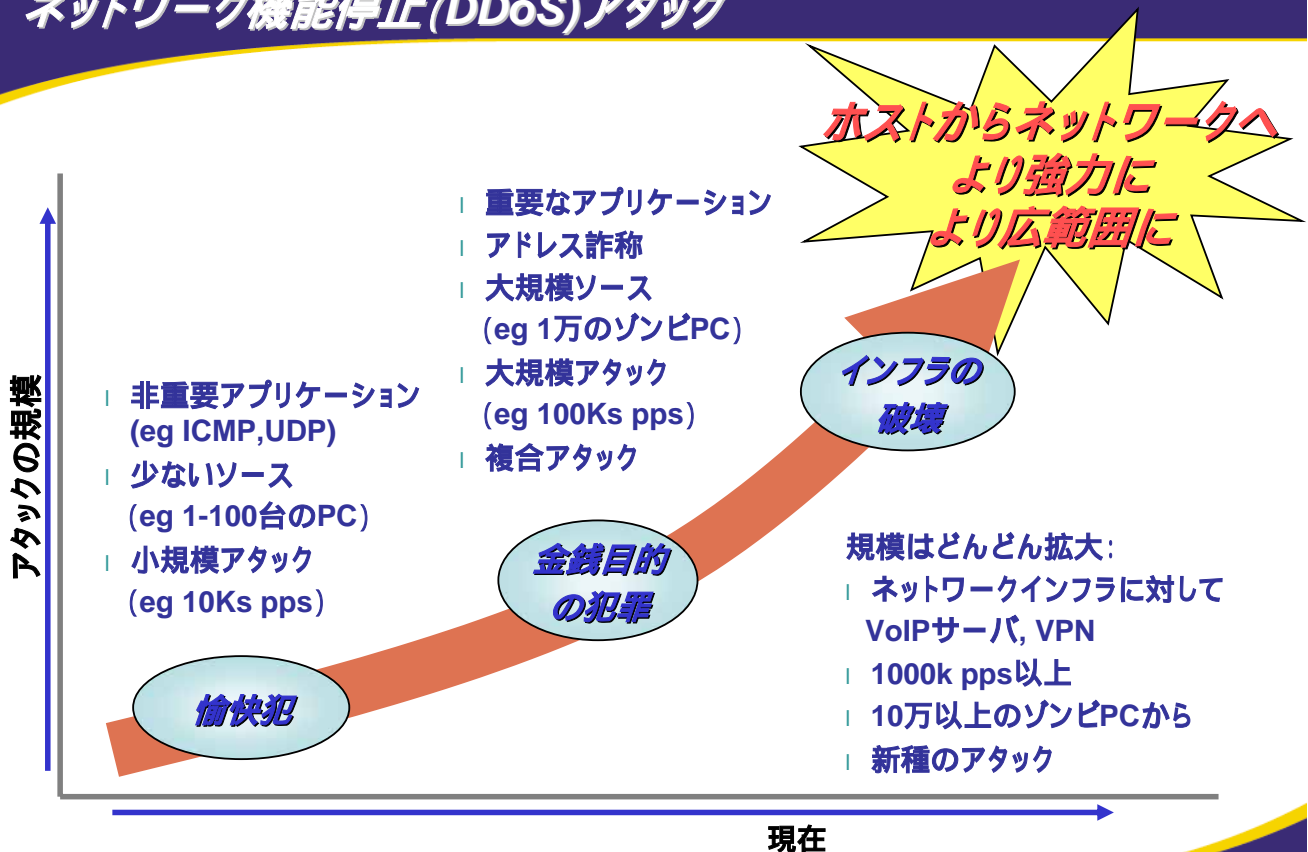 ネットワーク機能停止(DDoS)アタック
ホストからネットワークへ
より強力に
より広範囲に
l 重要なアプリケーション
l アドレス詐称
l 大規模ソース
(eg 1万のゾンビPC)
l 大規模アタック
(eg 100Ks pps)
l 複合アタック
l 非重要アプリケーション
(eg ICMP,UDP)
l 少ないソース
(eg 1-100台のPC)
l 小規模アタック
(eg 10Ks pps)
アタックの規模
インフラの
破壊
金銭目的
の犯罪
愉快犯
規模はどんどん拡大:
l ネットワークインフラに対して
VoIPサーバ, VPN
l 1000k pps以上
l 10万以上のゾンビPCから
l 新種のアタック
現在